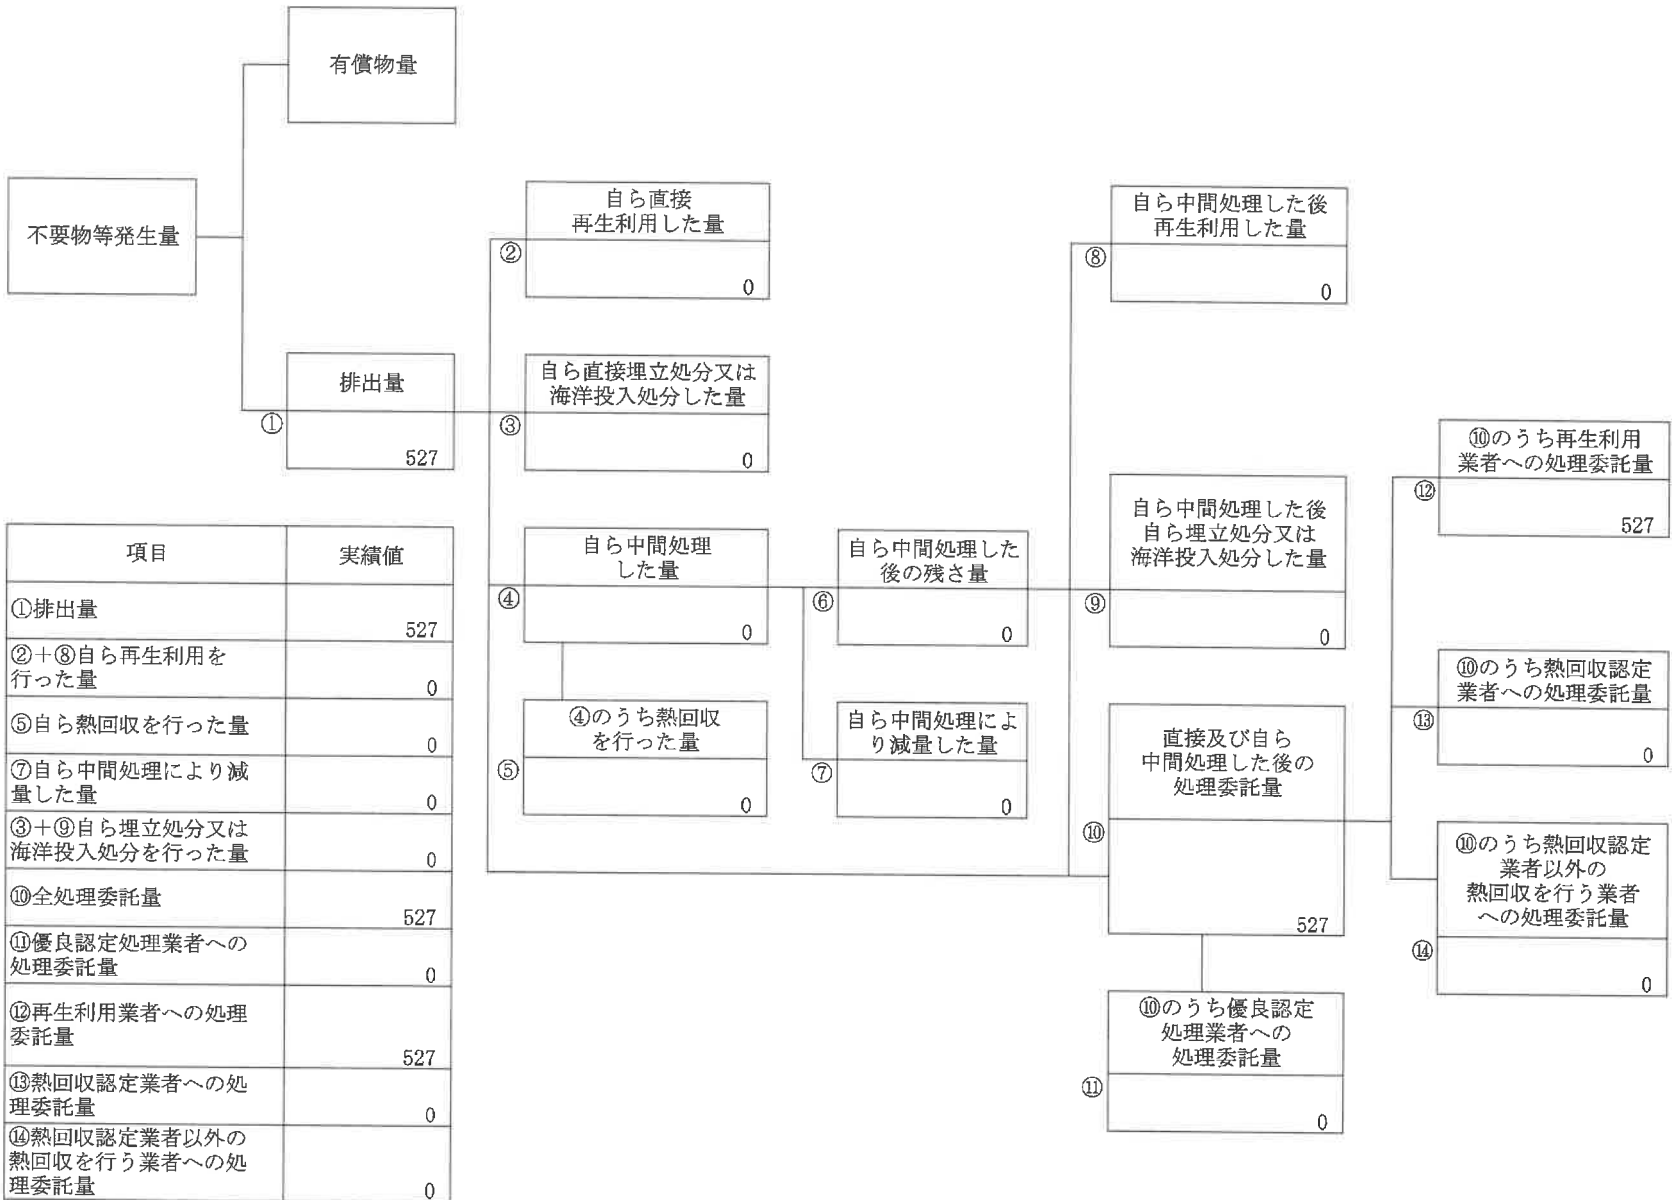 有償物量
不要物等発生量
排出量
①
527
自ら直接
再生利用した量
②
0
自ら直接埋立処分又は
海洋投入処分した量
③
0
自ら中間処理
した量
④
0
④のうち熱回収
を行った量
⑤
0
自ら中間処理した
後の残さ量
⑥
0
自ら中間処理によ
り減量した量
⑦
0
自ら中間処理した後
再生利用した量
⑧
0
自ら中間処理した後
自ら埋立処分又は
海洋投入処分した量
⑨
0
直接及び自ら
中間処理した後の
処理委託量
⑩
527
⑩のうち優良認定
処理業者への
処理委託量
⑪
0
⑩のうち再生利用
業者への処理委託量
⑫
527
⑩のうち熱回収認定
業者への処理委託量
⑬
0
⑩のうち熱回収認定
業者以外の
熱回収を行う業者
への処理委託量
⑭
0
項目 実績値
①排出量
527
②＋⑧自ら再生利用を
行った量
0
⑤自ら熱回収を行った量
0
⑦自ら中間処理により減
量した量
0
③＋⑨自ら埋立処分又は
海洋投入処分を行った量
0
⑩全処理委託量
527
⑪優良認定処理業者への
処理委託量
0
⑫再生利用業者への処理
委託量
527
⑬熱回収認定業者への処
理委託量
0
⑭熱回収認定業者以外の
熱回収を行う業者への処
理委託量
0